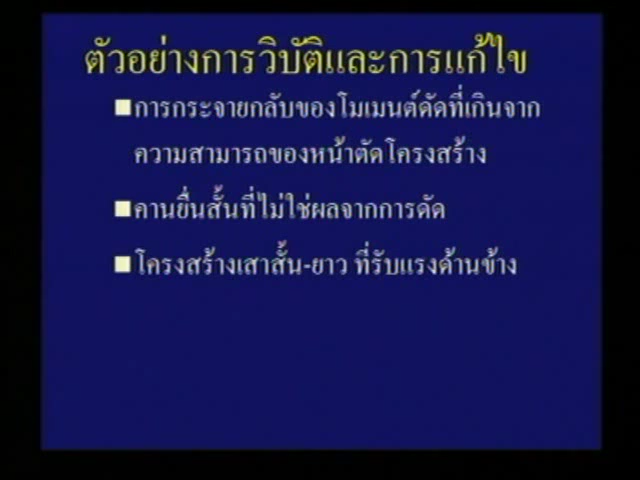 ตัวอย่างการวิบัติและการแก้ไข
■การกระจายกลับของโมเมนต์ดัดที่เกินจาก
ความสามารถของหน้าตัดโครงสร้าง
■คานยื่นสั้นที่ไม่ใช่ผลจากการดัด
■โครงสร้างเสาสั้น-ยาว ที่รับแรงด้านข้าง